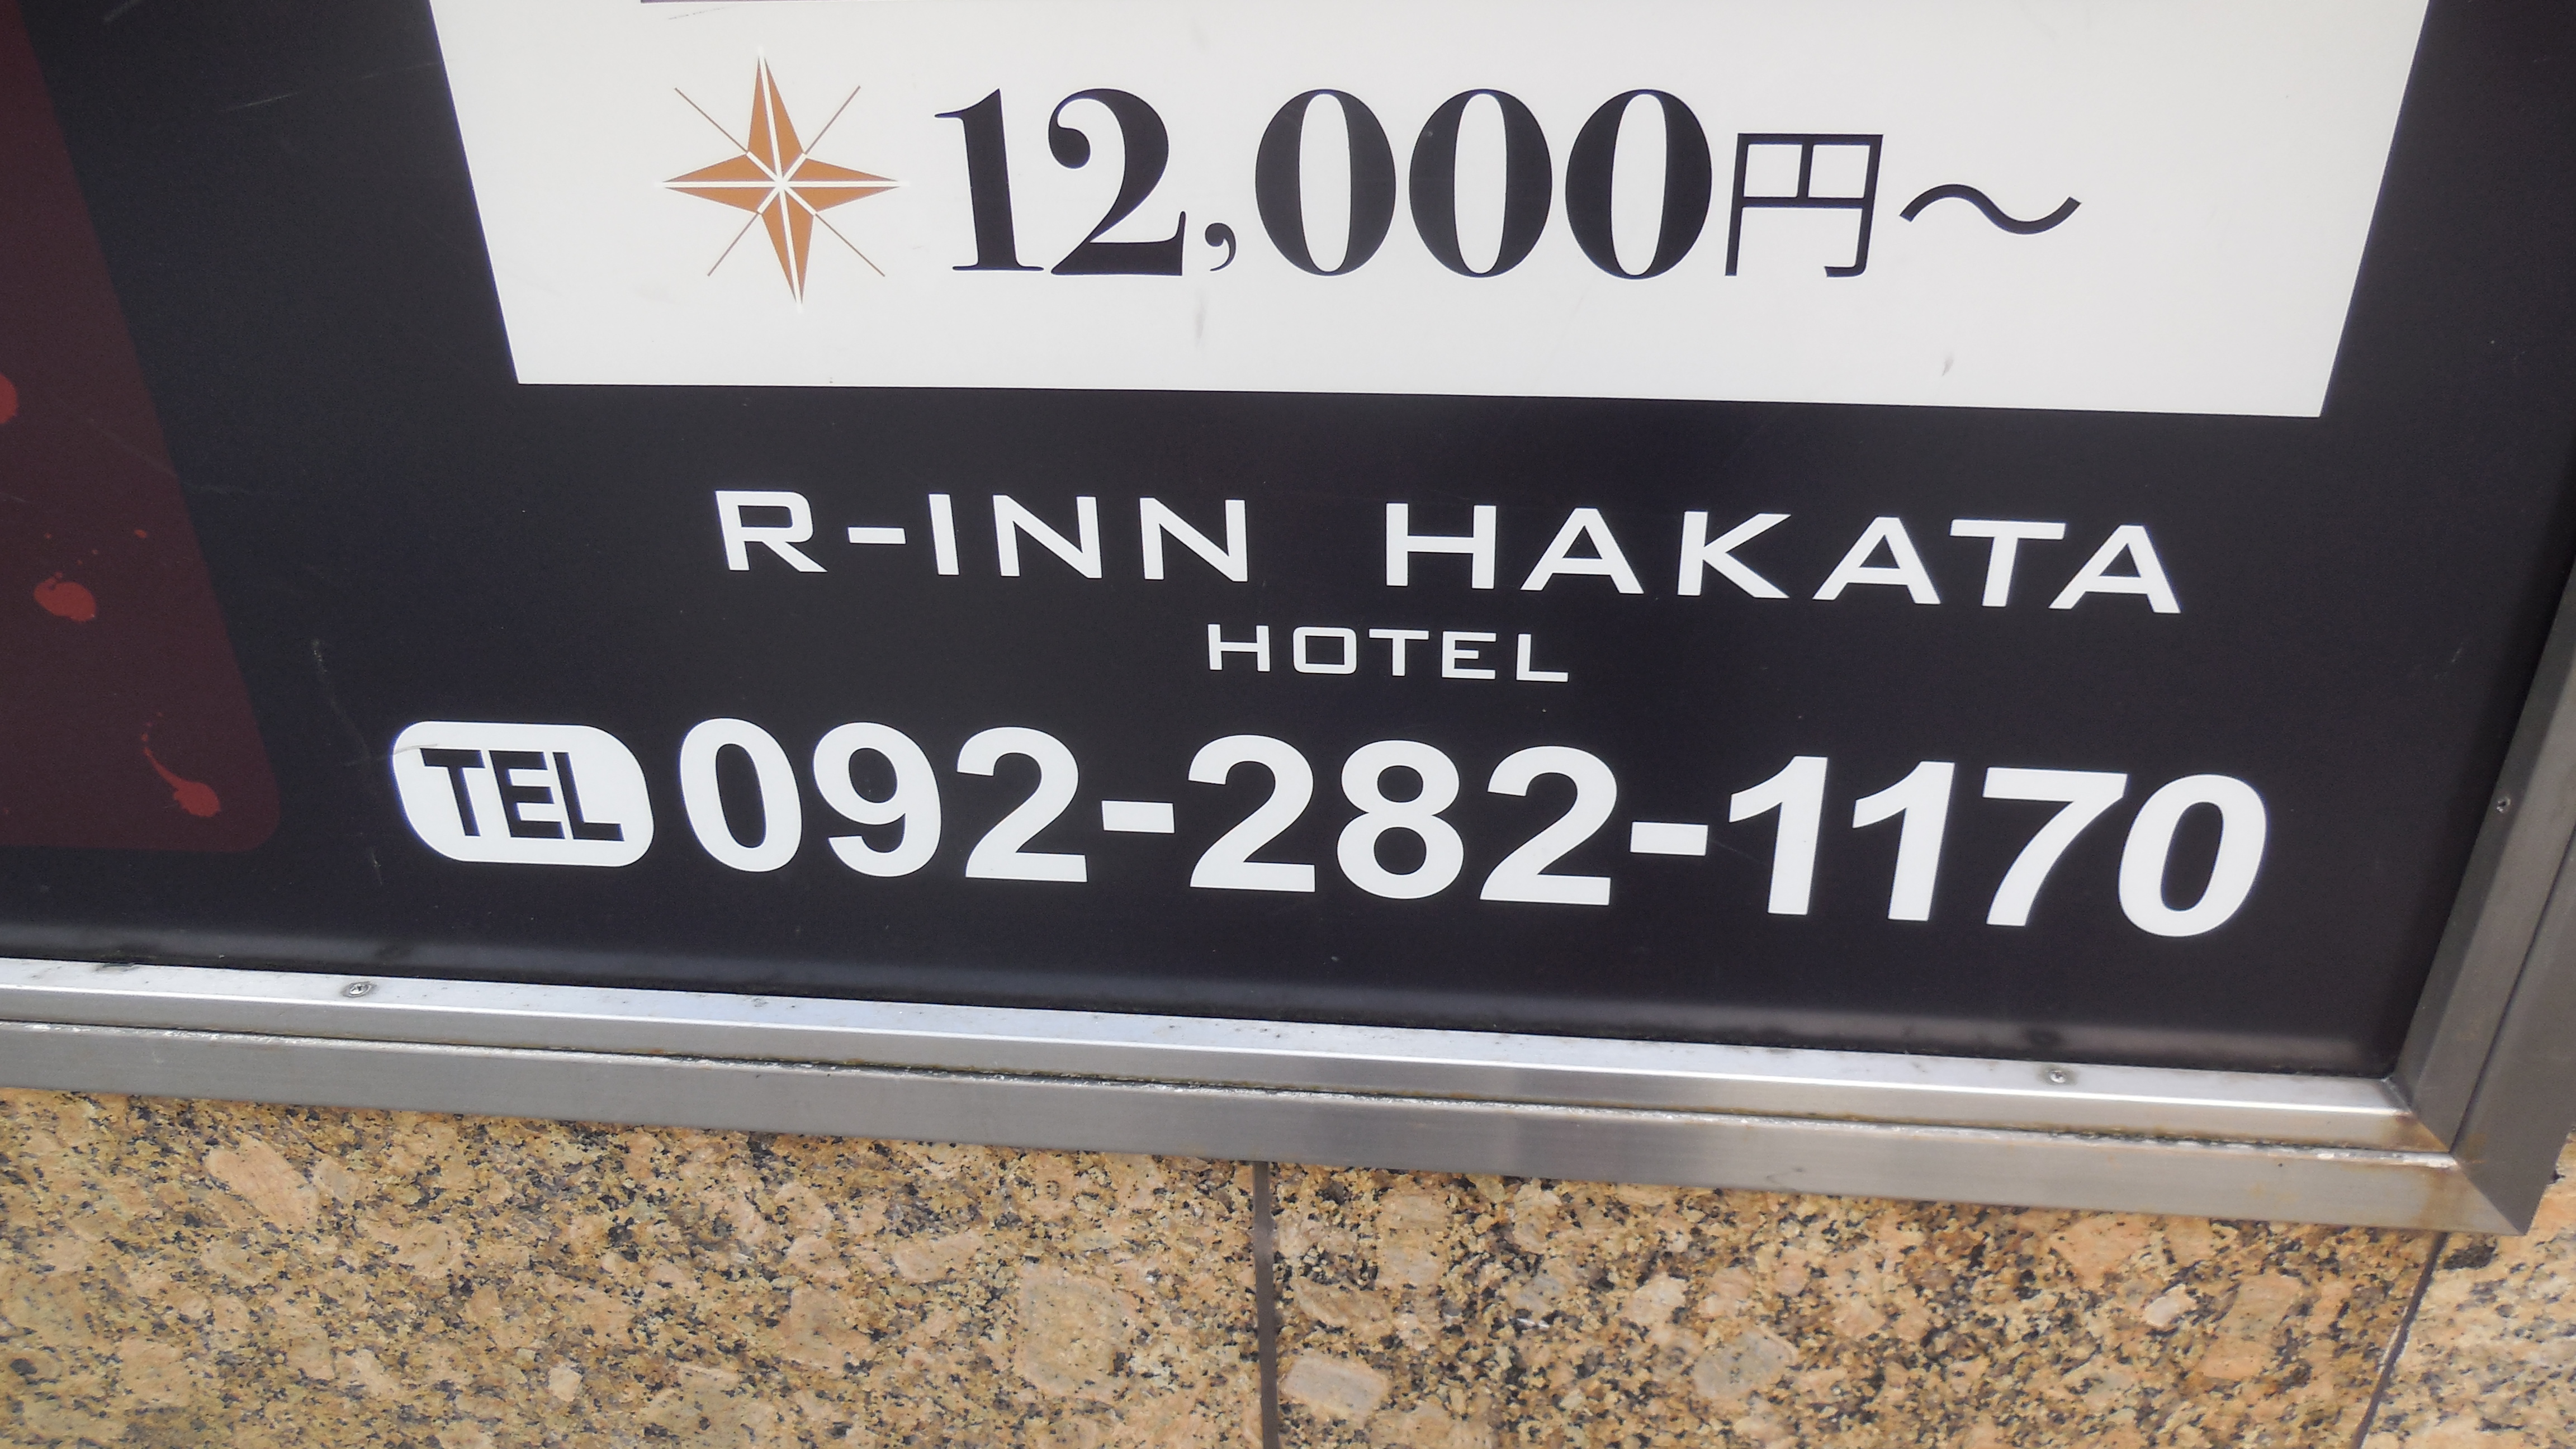 12,000円～
R-INN HAKATA
HOTEL
TEL 092-282-1170